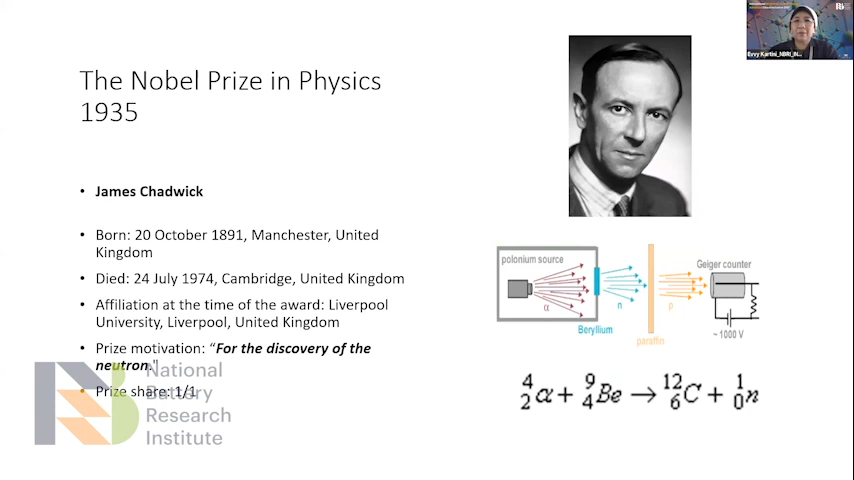 The Nobel Prize in Physics
1935
• James Chadwick
• Born: 20 October 1891, Manchester, United
Kingdom
• Died: 24 July 1974, Cambridge, United Kingdom
• Affiliation at the time of the award: Liverpool
University, Liverpool, United Kingdom
• Prize motivation: “For the discovery of the
neutron."
• Prize share: 1/1
National
Battery
Research
Institute
polonium source
α
Beryllium
n
paraffin
p
Geiger counter
~ 1000 V
⁴₂α + ⁹₄Be → ¹²₆C + ¹₀n
Evvy Kartini_NBRI_IN...